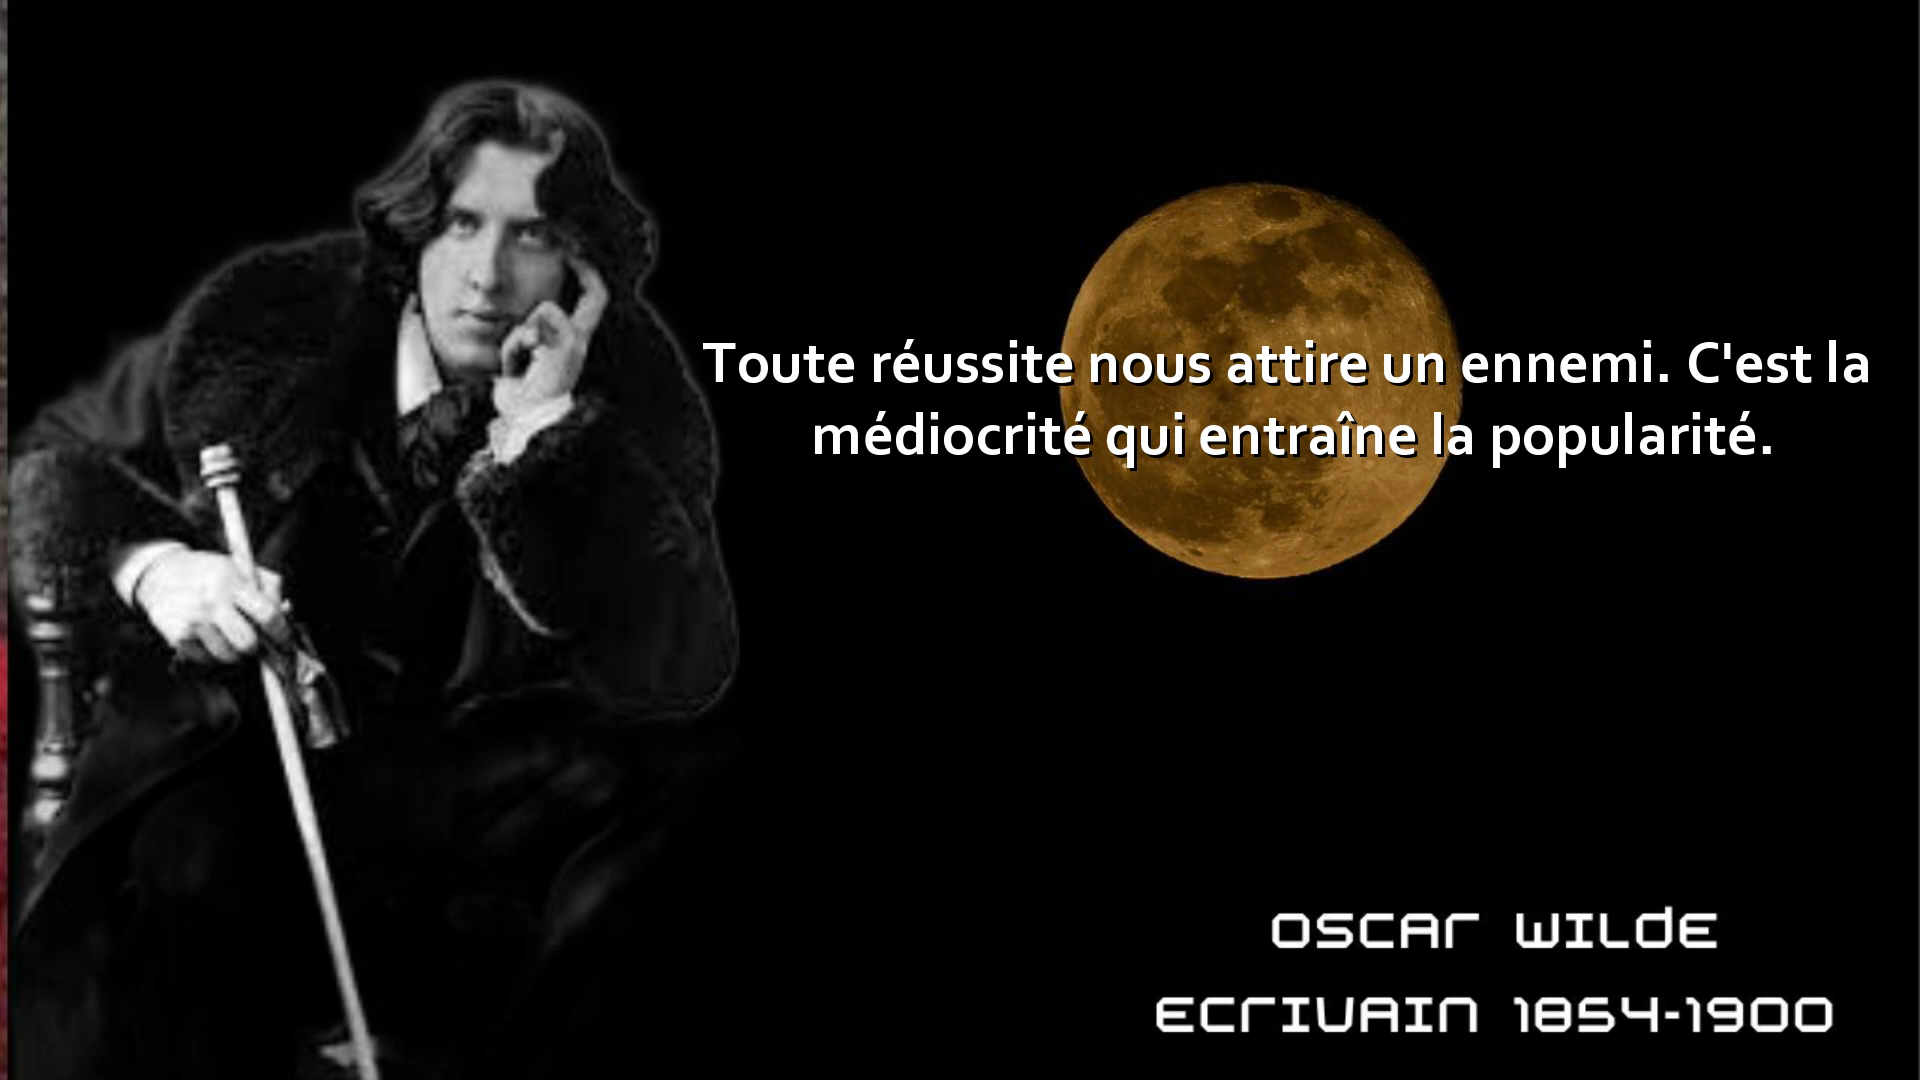 Toute réussite nous attire un ennemi. C'est la
médiocrité qui entraîne la popularité.
OSCAR WILDE
ECRIVAIN 1854-1900